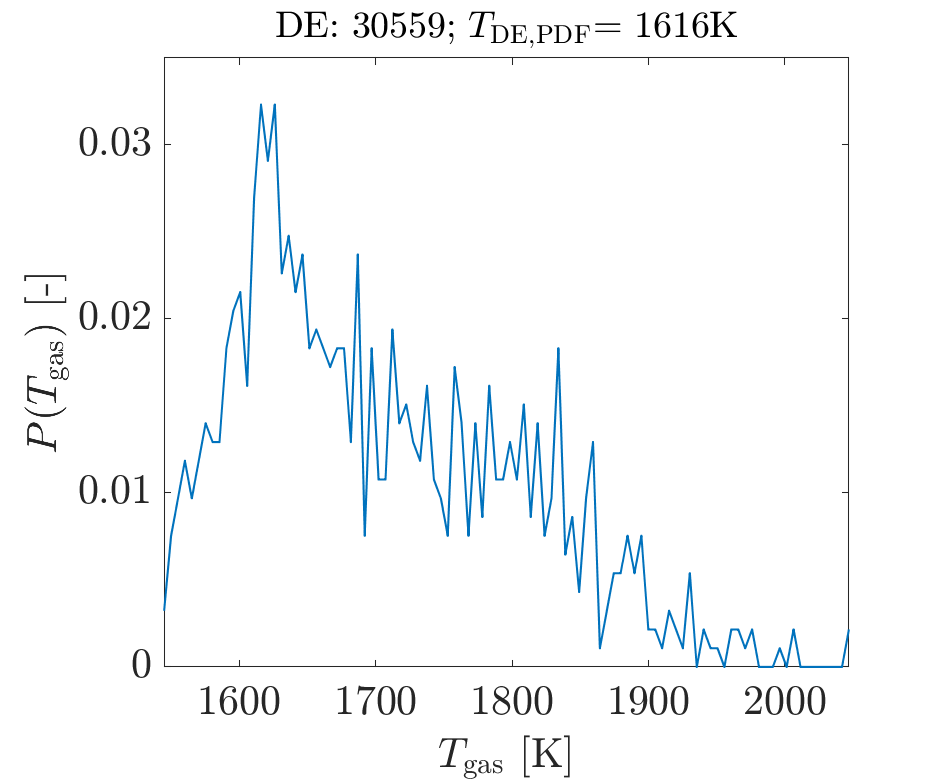 DE: 30559; T_DE,PDF= 1616K
P(T_gas) [-]
0.03
0.02
0.01
0
1600 1700 1800 1900 2000
T_gas [K]